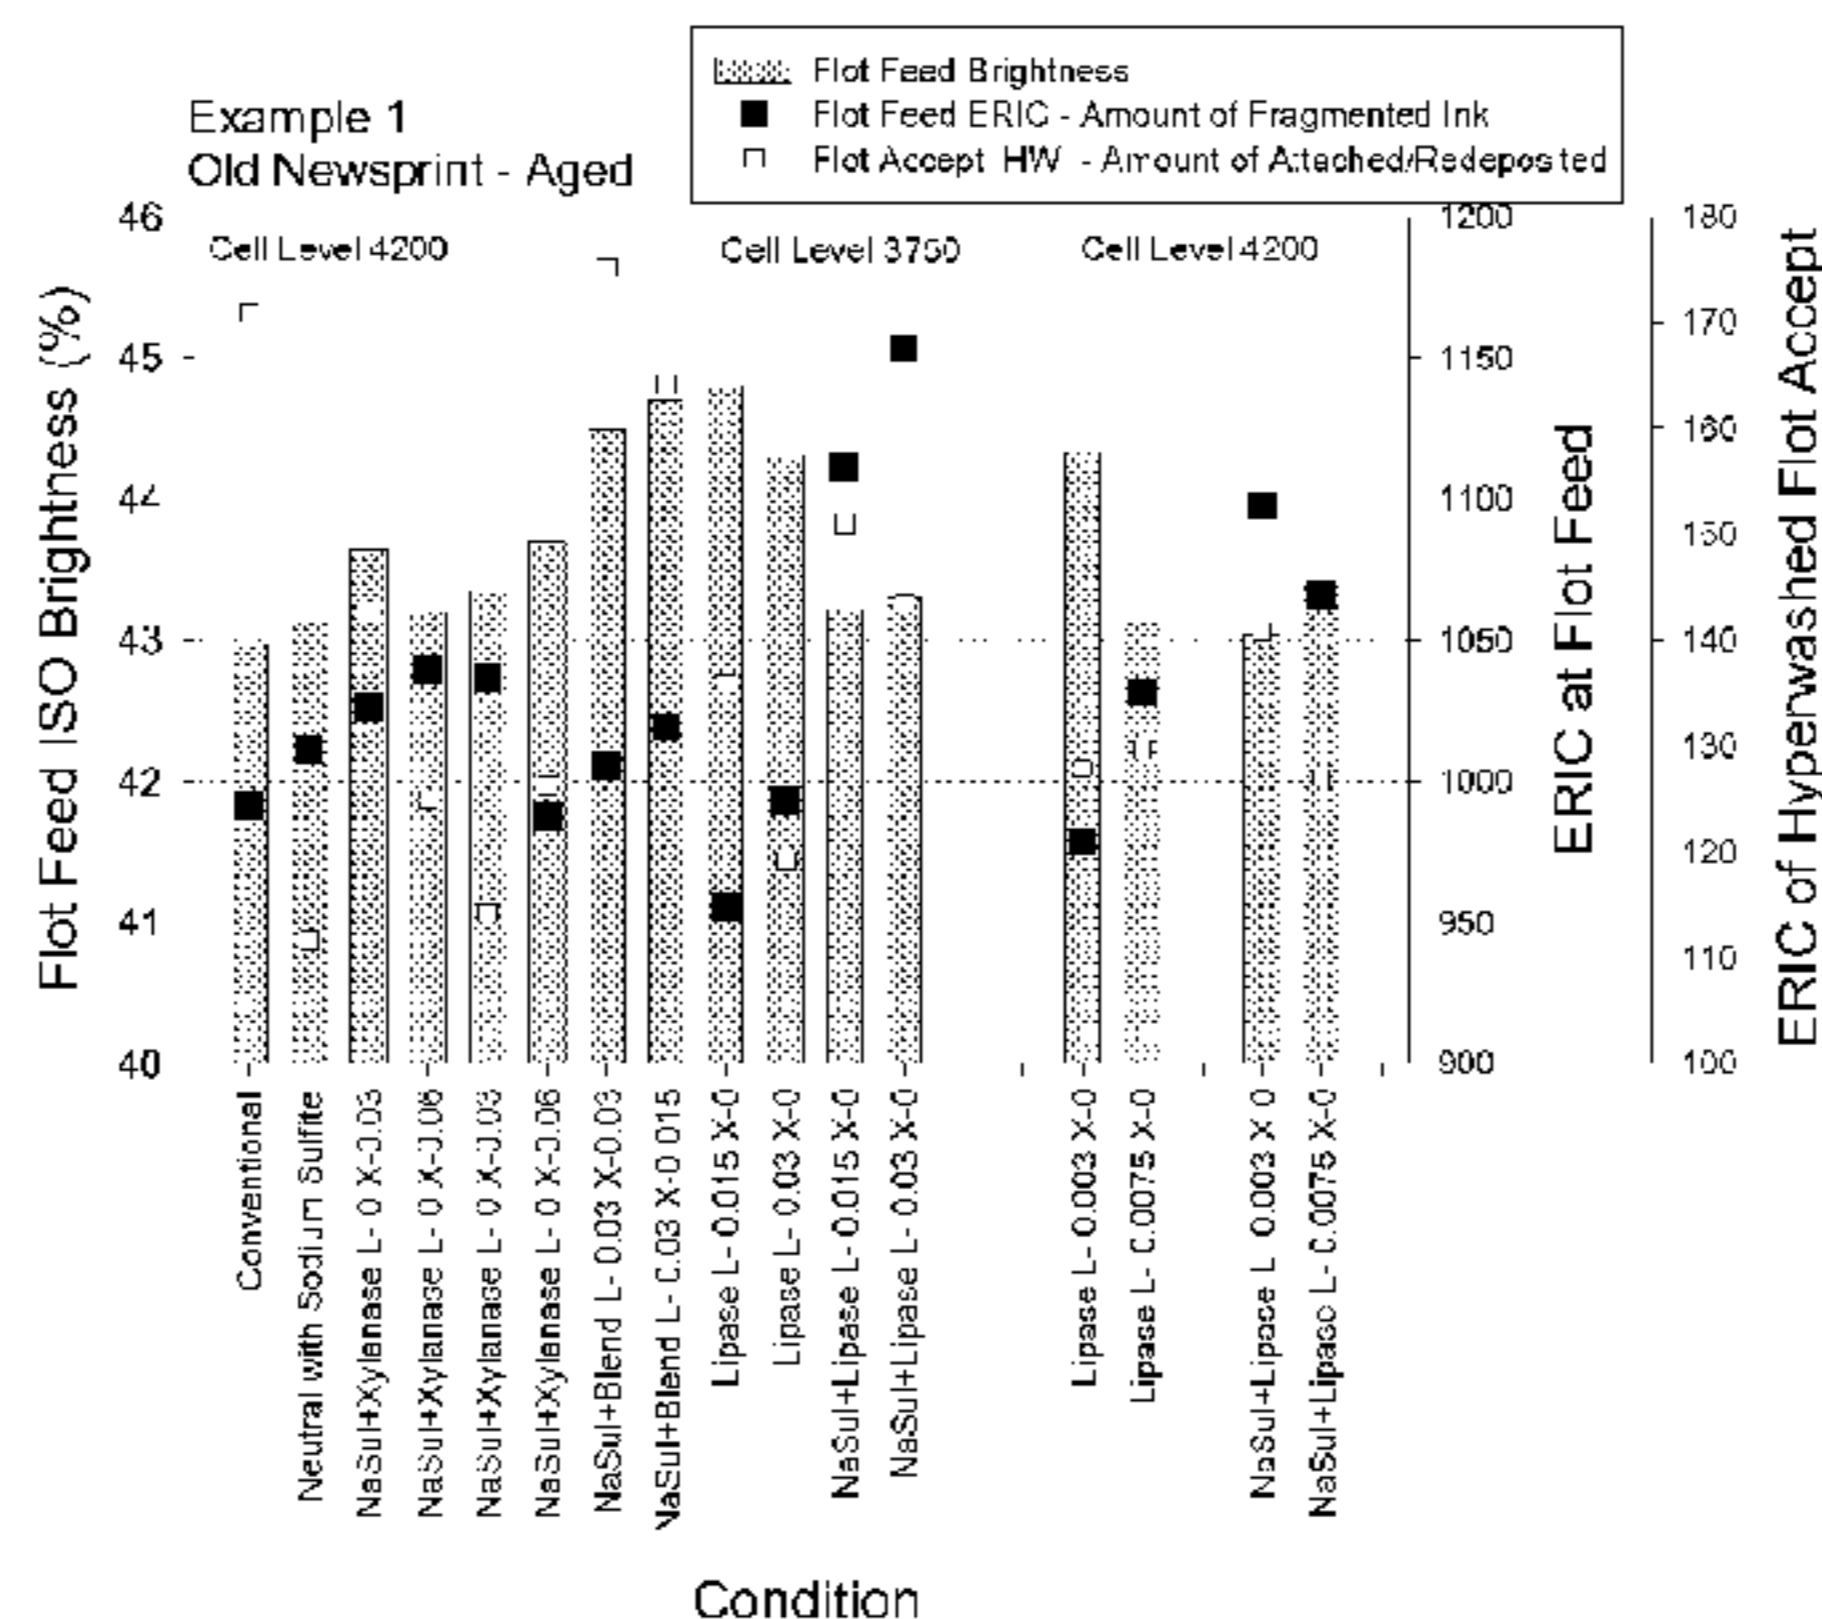 Flot Feed Brightness
Flot Feed ERIC - Amount of Fragmented Ink
Flot Accept HW - Amount of Attached/Redeposited
Example 1
Old Newsprint - Aged
Cell Level 4200
Cell Level 3750
Cell Level 4200
Flot Feed ISO Brightness (%)
46
45
44
43
42
41
40
1200
1150
1100
1050
1000
950
900
ERIC at Flot Feed
180
170
160
150
140
130
120
110
100
ERIC of Hyperwashed Flot Accept
Conventional
Neutral with Sodium Sulfite
NaSul+Xylanase L- 0 X-0.03
NaSul+Xylanase L- 0 X-0.06
NaSul+Xylanase L- 0 X-0.03
NaSul+Xylanase L- 0 X-0.06
NaSul+Blend L- 0.03 X-0.03
NaSul+Blend L- 0.03 X-0 015
Lipase L- 0.015 X-0
Lipase L- 0.03 X-0
NaSul+Lipase L- 0.015 X-0
NaSul+Lipase L- 0.03 X-0
Lipase L- 0.003 X-0
Lipase L- 0.0075 X-0
NaSul+Lipase L 0.003 X 0
NaSul+Lipase L- 0.0075 X-0
Condition